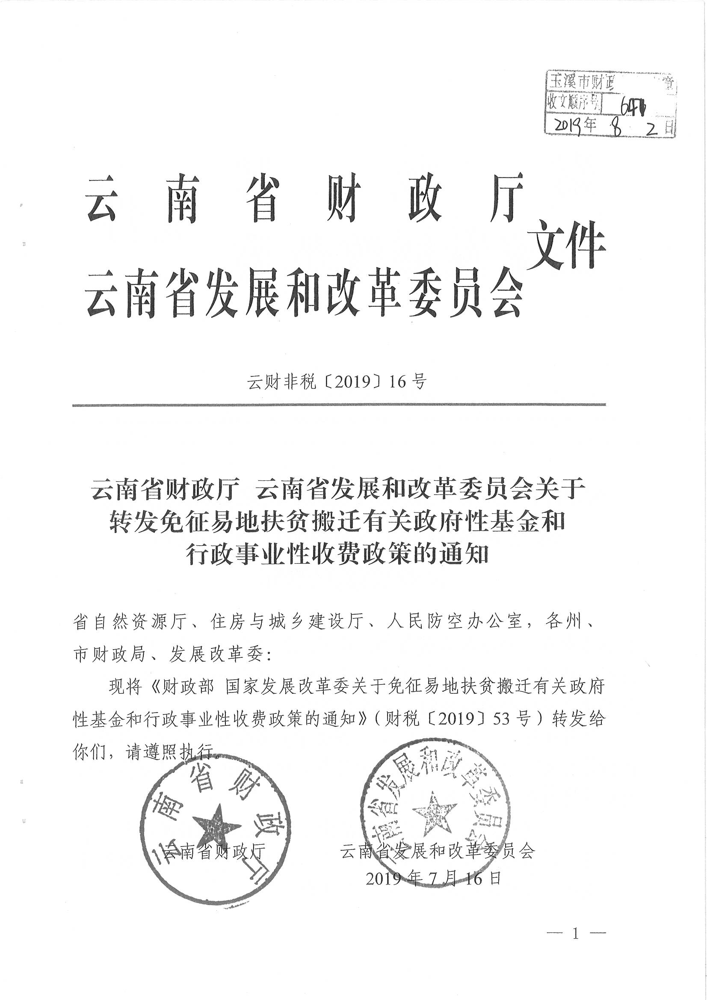 玉溪市财政
收文顺序号
2019年 8 2日
云南省财政厅
文件
云南省发展和改革委员会
云财非税〔2019〕16号
云南省财政厅 云南省发展和改革委员会关于
转发免征易地扶贫搬迁有关政府性基金和
行政事业性收费政策的通知
省自然资源厅、住房与城乡建设厅、人民防空办公室，各州、
市财政局、发展改革委：
现将《财政部 国家发展改革委关于免征易地扶贫搬迁有关政府
性基金和行政事业性收费政策的通知》（财税〔2019〕53号）转发给
你们，请遵照执行。
云南省财政厅
云南省发展和改革委员会
云南省财政厅 云南省发展和改革委员会
2019年7月16日
— 1 —